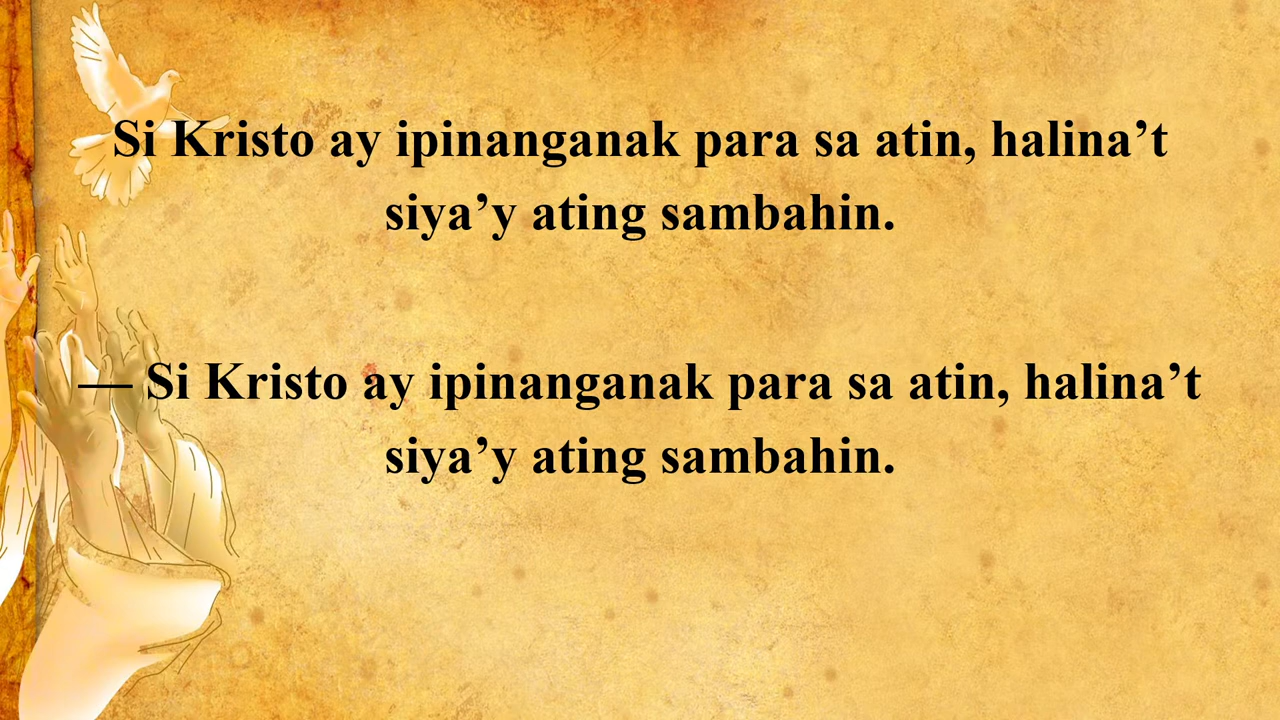 Si Kristo ay ipinanganak para sa atin, halina’t
siya’y ating sambahin.
— Si Kristo ay ipinanganak para sa atin, halina’t
siya’y ating sambahin.